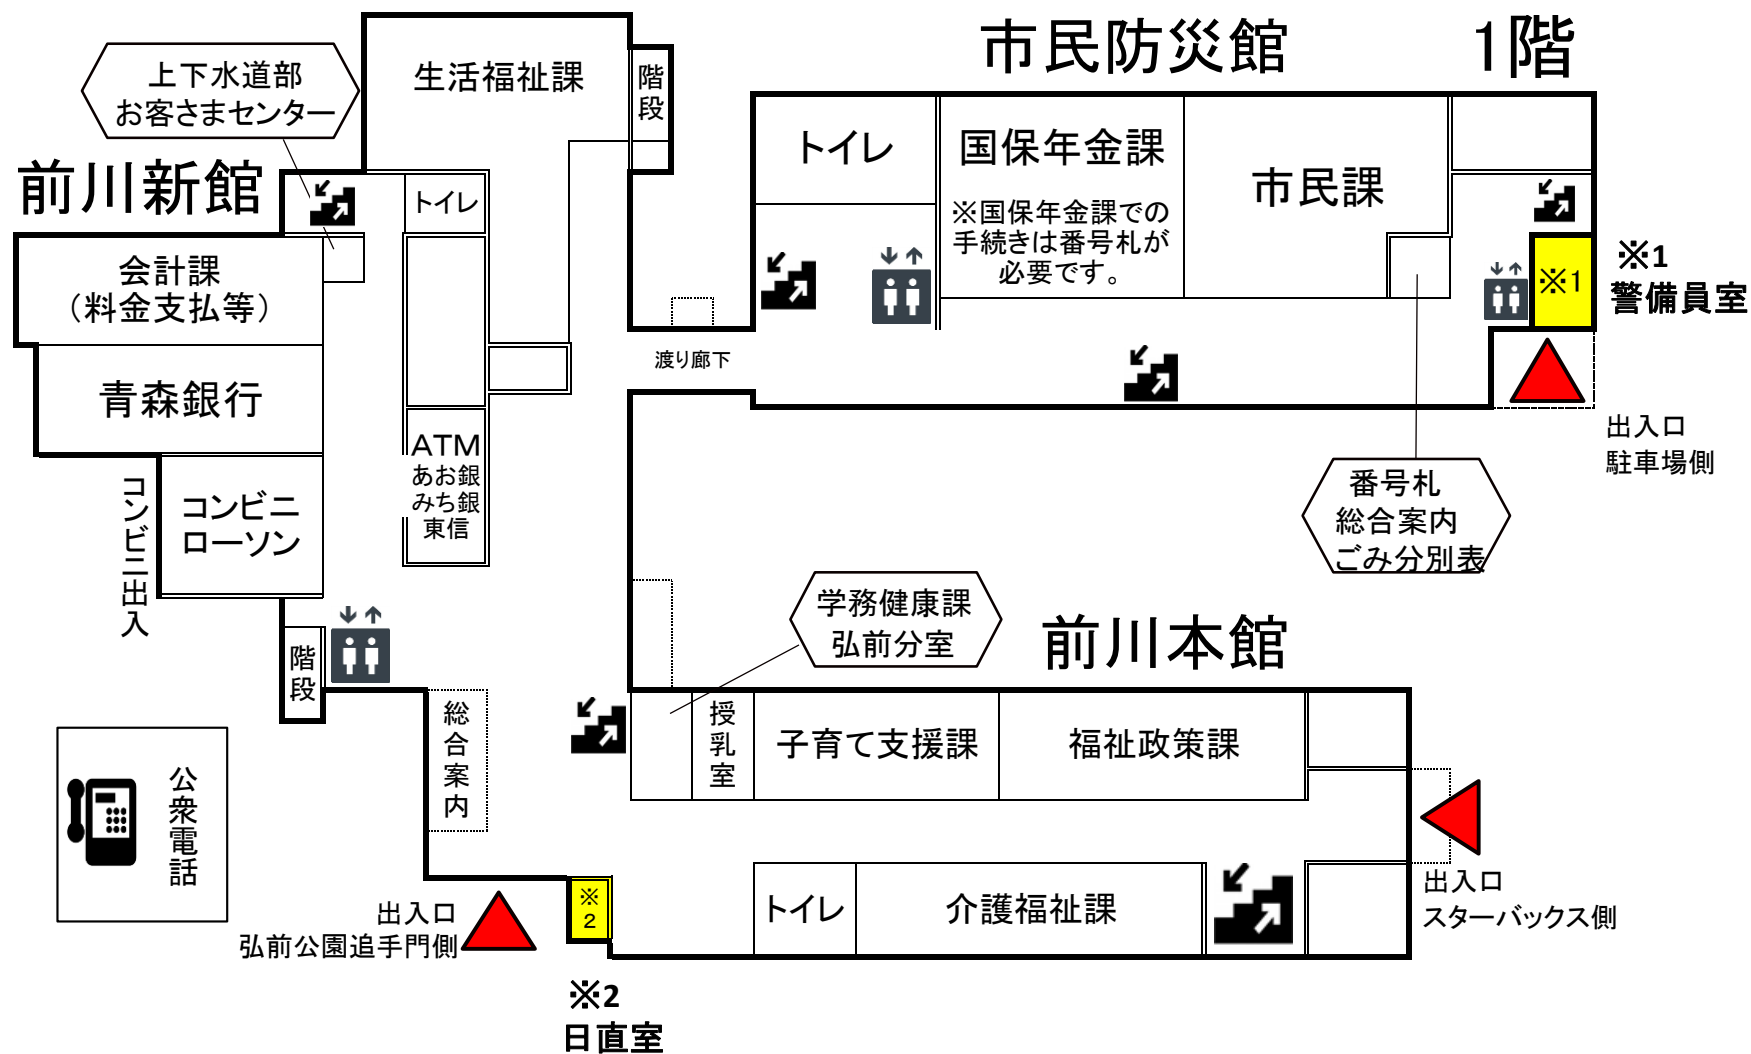 市民防災館
1階
上下水道部
お客さまセンター
生活福祉課
階
段
前川新館
トイレ
会計課
（料金支払等）
青森銀行
コンビニ
ローソン
コンビニ出入
ATM
あお銀
みち銀
東信
渡り廊下
トイレ
国保年金課
※国保年金課での
手続きは番号札が
必要です。
市民課
※1
※1
警備員室
出入口
駐車場側
番号札
総合案内
ごみ分別表
学務健康課
弘前分室
前川本館
階
段
総合案内
授乳室
子育て支援課
福祉政策課
公衆電話
出入口
弘前公園追手門側
※
2
トイレ
介護福祉課
出入口
スターバックス側
※2
日直室